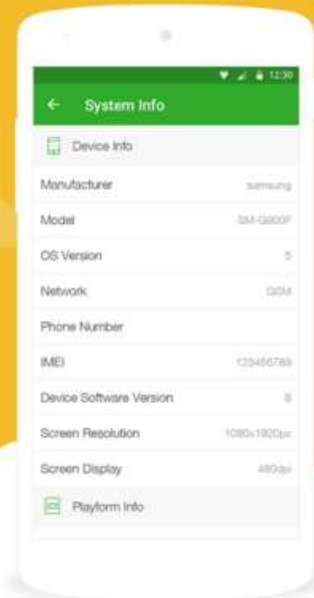 12:30
System Info
Device Info
Manufacturer samsung
Model SM-G900F
OS Version 5
Network GSM
Phone Number
IMEI 123456789
Device Software Version 8
Screen Resolution 1080x1920px
Screen Display 480dpi
Playform Info